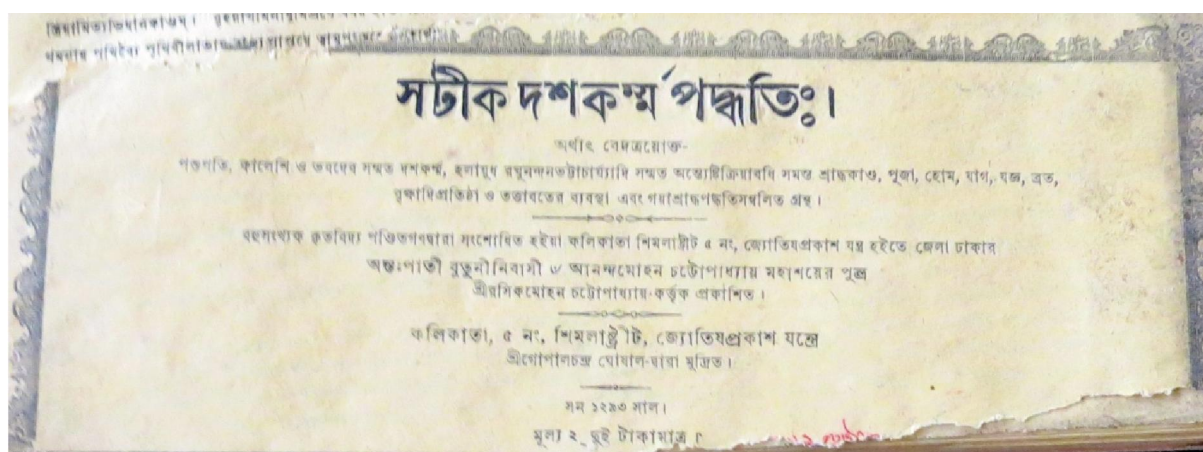 সটীক দশকর্ম্ম পদ্ধতিঃ।
অর্থাৎ বেদত্রয়োক্ত-
পশুপতি, কালেশি ও ভবদেব সম্মত দশকর্ম্ম, হলায়ুধ রঘুনন্দনভট্টাচার্য্যাদি সম্মত অন্ত্যেষ্টিক্রিয়াবধি সমস্ত শ্রাদ্ধকাণ্ড, পূজা, হোম, যাগ, যজ্ঞ, ব্রত,
বৃক্ষাদিপ্রতিষ্ঠা ও তত্তাবতের ব্যবস্থা এবং গয়াশ্রাদ্ধপদ্ধতিসম্বলিত গ্রন্থ।
বহুসংখ্যক কৃতবিদ্য পণ্ডিতগণদ্বারা সংশোধিত হইয়া কলিকাতা শিমলাষ্ট্রীট ৫ নং, জ্যোতিষপ্রকাশ যন্ত্র হইতে জেলা ঢাকার
অন্তঃপাতী বুতুনীনিবাসী ৺ আনন্দমোহন চট্টোপাধ্যায় মহাশয়ের পুত্র
শ্রীরসিকমোহন চট্টোপাধ্যায়-কর্ত্তৃক প্রকাশিত।
কলিকাতা, ৫ নং, শিমলাষ্ট্রীট, জ্যোতিষপ্রকাশ যন্ত্রে
শ্রীগোপালচন্দ্র ঘোষাল-দ্বারা মুদ্রিত।
সন ১২৯৩ সাল।
মূল্য ২৲ দুই টাকামাত্র।